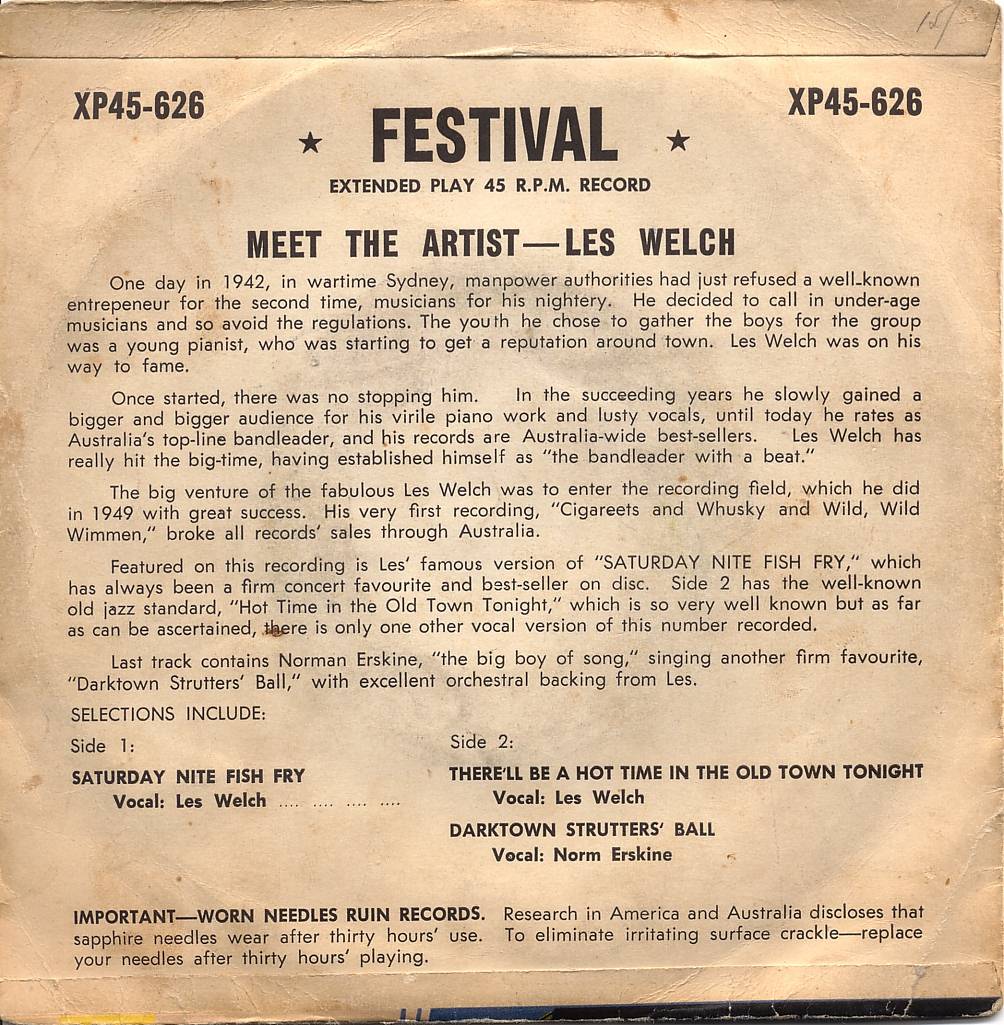 XP45-626
XP45-626
★ FESTIVAL ★
EXTENDED PLAY 45 R.P.M. RECORD
MEET THE ARTIST—LES WELCH
One day in 1942, in wartime Sydney, manpower authorities had just refused a well-known
entrepeneur for the second time, musicians for his nightery. He decided to call in under-age
musicians and so avoid the regulations. The youth he chose to gather the boys for the group
was a young pianist, who was starting to get a reputation around town. Les Welch was on his
way to fame.
Once started, there was no stopping him. In the succeeding years he slowly gained a
bigger and bigger audience for his virile piano work and lusty vocals, until today he rates as
Australia's top-line bandleader, and his records are Australia-wide best-sellers. Les Welch has
really hit the big-time, having established himself as "the bandleader with a beat."
The big venture of the fabulous Les Welch was to enter the recording field, which he did
in 1949 with great success. His very first recording, "Cigareets and Whusky and Wild, Wild
Wimmen," broke all records' sales through Australia.
Featured on this recording is Les' famous version of "SATURDAY NITE FISH FRY," which
has always been a firm concert favourite and best-seller on disc. Side 2 has the well-known
old jazz standard, "Hot Time in the Old Town Tonight," which is so very well known but as far
as can be ascertained, there is only one other vocal version of this number recorded.
Last track contains Norman Erskine, "the big boy of song," singing another firm favourite,
"Darktown Strutters' Ball," with excellent orchestral backing from Les.
SELECTIONS INCLUDE:
Side 1:
SATURDAY NITE FISH FRY
Vocal: Les Welch .... .... .... ....
Side 2:
THERE'LL BE A HOT TIME IN THE OLD TOWN TONIGHT
Vocal: Les Welch
DARKTOWN STRUTTERS' BALL
Vocal: Norm Erskine
IMPORTANT—WORN NEEDLES RUIN RECORDS. Research in America and Australia discloses that
sapphire needles wear after thirty hours' use. To eliminate irritating surface crackle—replace
your needles after thirty hours' playing.